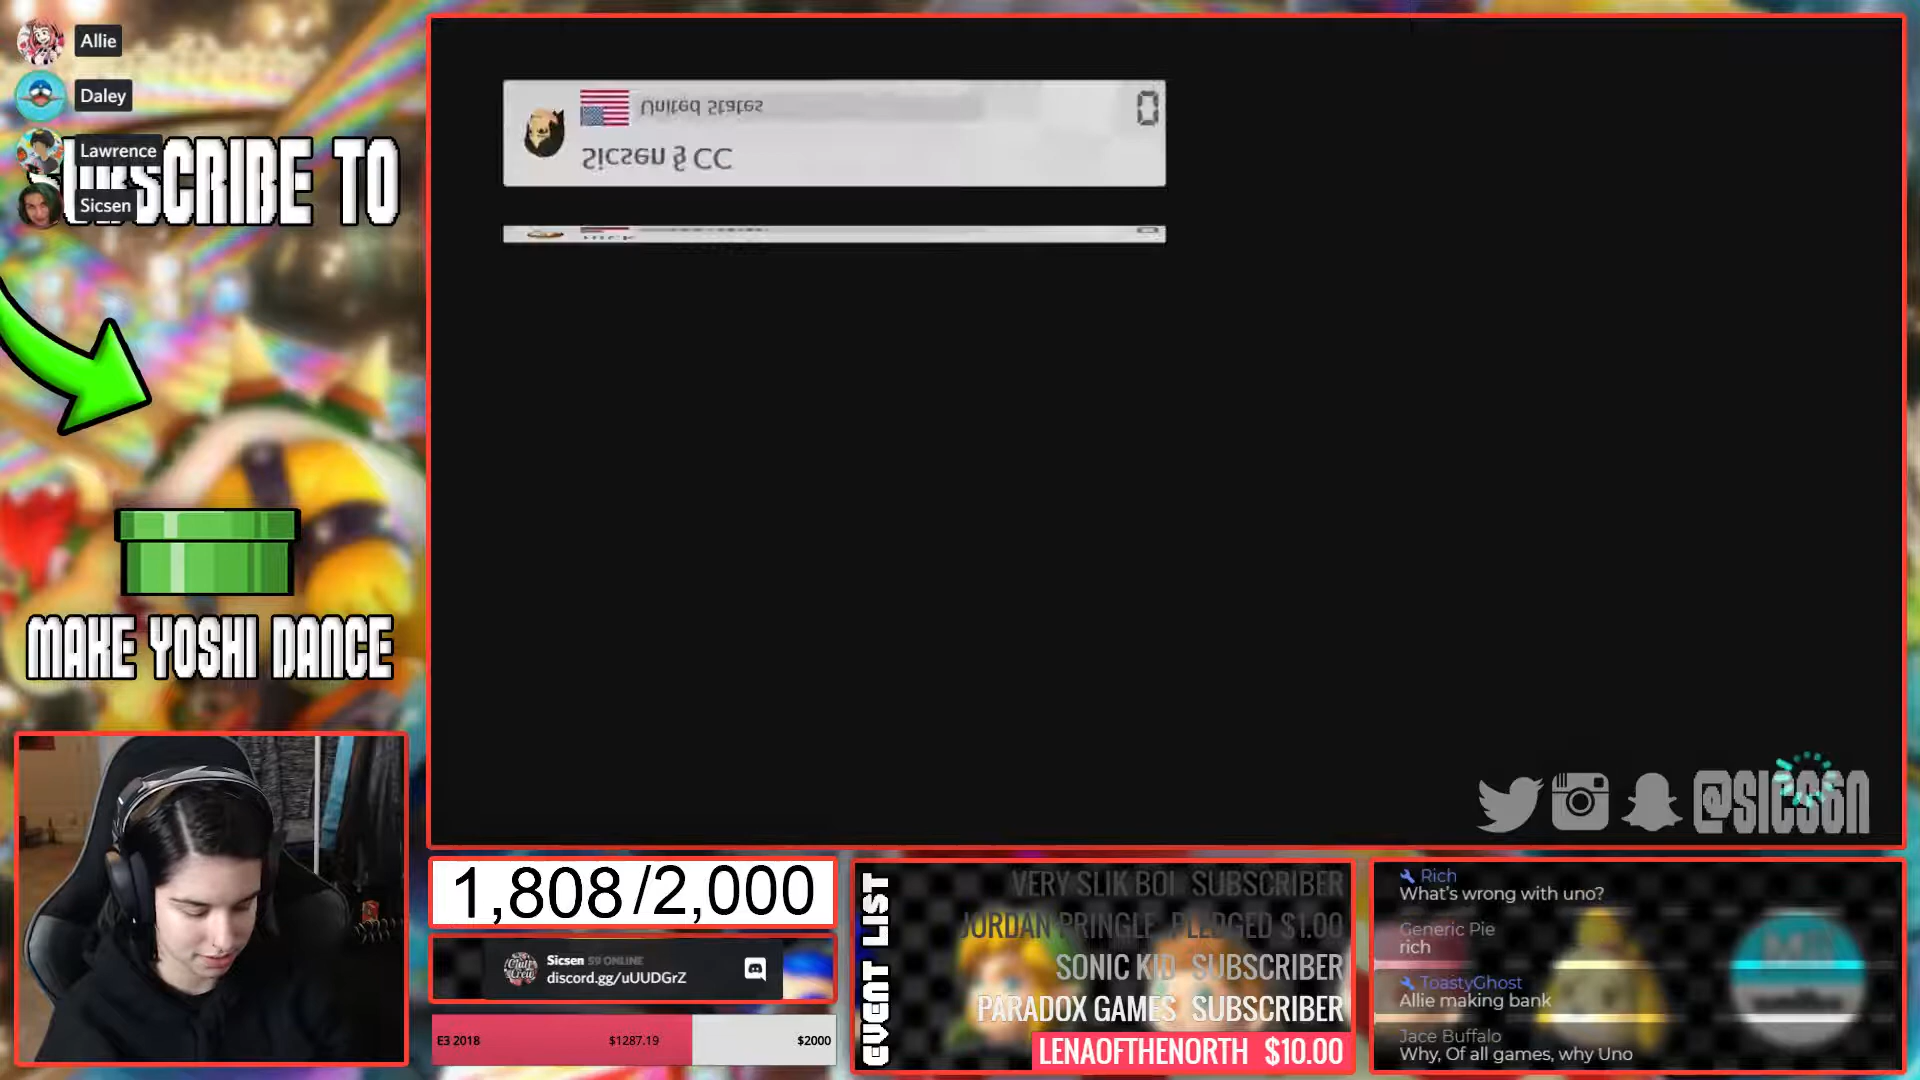 Allie
Daley
Lawrence
Sicsen
SUBSCRIBE TO
MAKE YOSHI DANCE
United States
0
Sicsen & CC
@SICSEN
1,808/2,000
Sicsen 59 ONLINE
discord.gg/uUUDGrZ
E3 2018 $1287.19 $2000
EVENT LIST
VERY SLIK BOI SUBSCRIBER
JORDAN PRINGLE PLEDGED $1.00
SONIC KID SUBSCRIBER
PARADOX GAMES SUBSCRIBER
LENAOFTHENORTH $10.00
Rich
What's wrong with uno?
Generic Pie
rich
ToastyGhost
Allie making bank
Jace Buffalo
Why, Of all games, why Uno